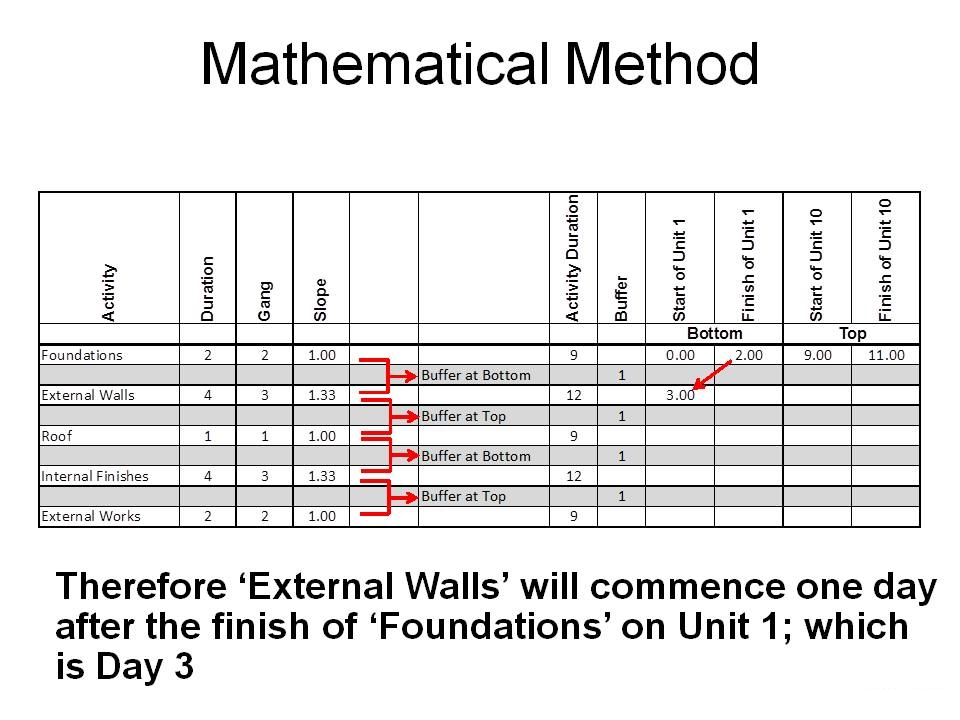 Mathematical Method
Activity Duration Gang Slope Activity Duration Buffer Start of Unit 1 Finish of Unit 1 Start of Unit 10 Finish of Unit 10
Bottom Top
Foundations 2 2 1.00 9 0.00 2.00 9.00 11.00
Buffer at Bottom 1
External Walls 4 3 1.33 12 3.00
Buffer at Top 1
Roof 1 1 1.00 9
Buffer at Bottom 1
Internal Finishes 4 3 1.33 12
Buffer at Top 1
External Works 2 2 1.00 9
Therefore ‘External Walls’ will commence one day
after the finish of ‘Foundations’ on Unit 1; which
is Day 3